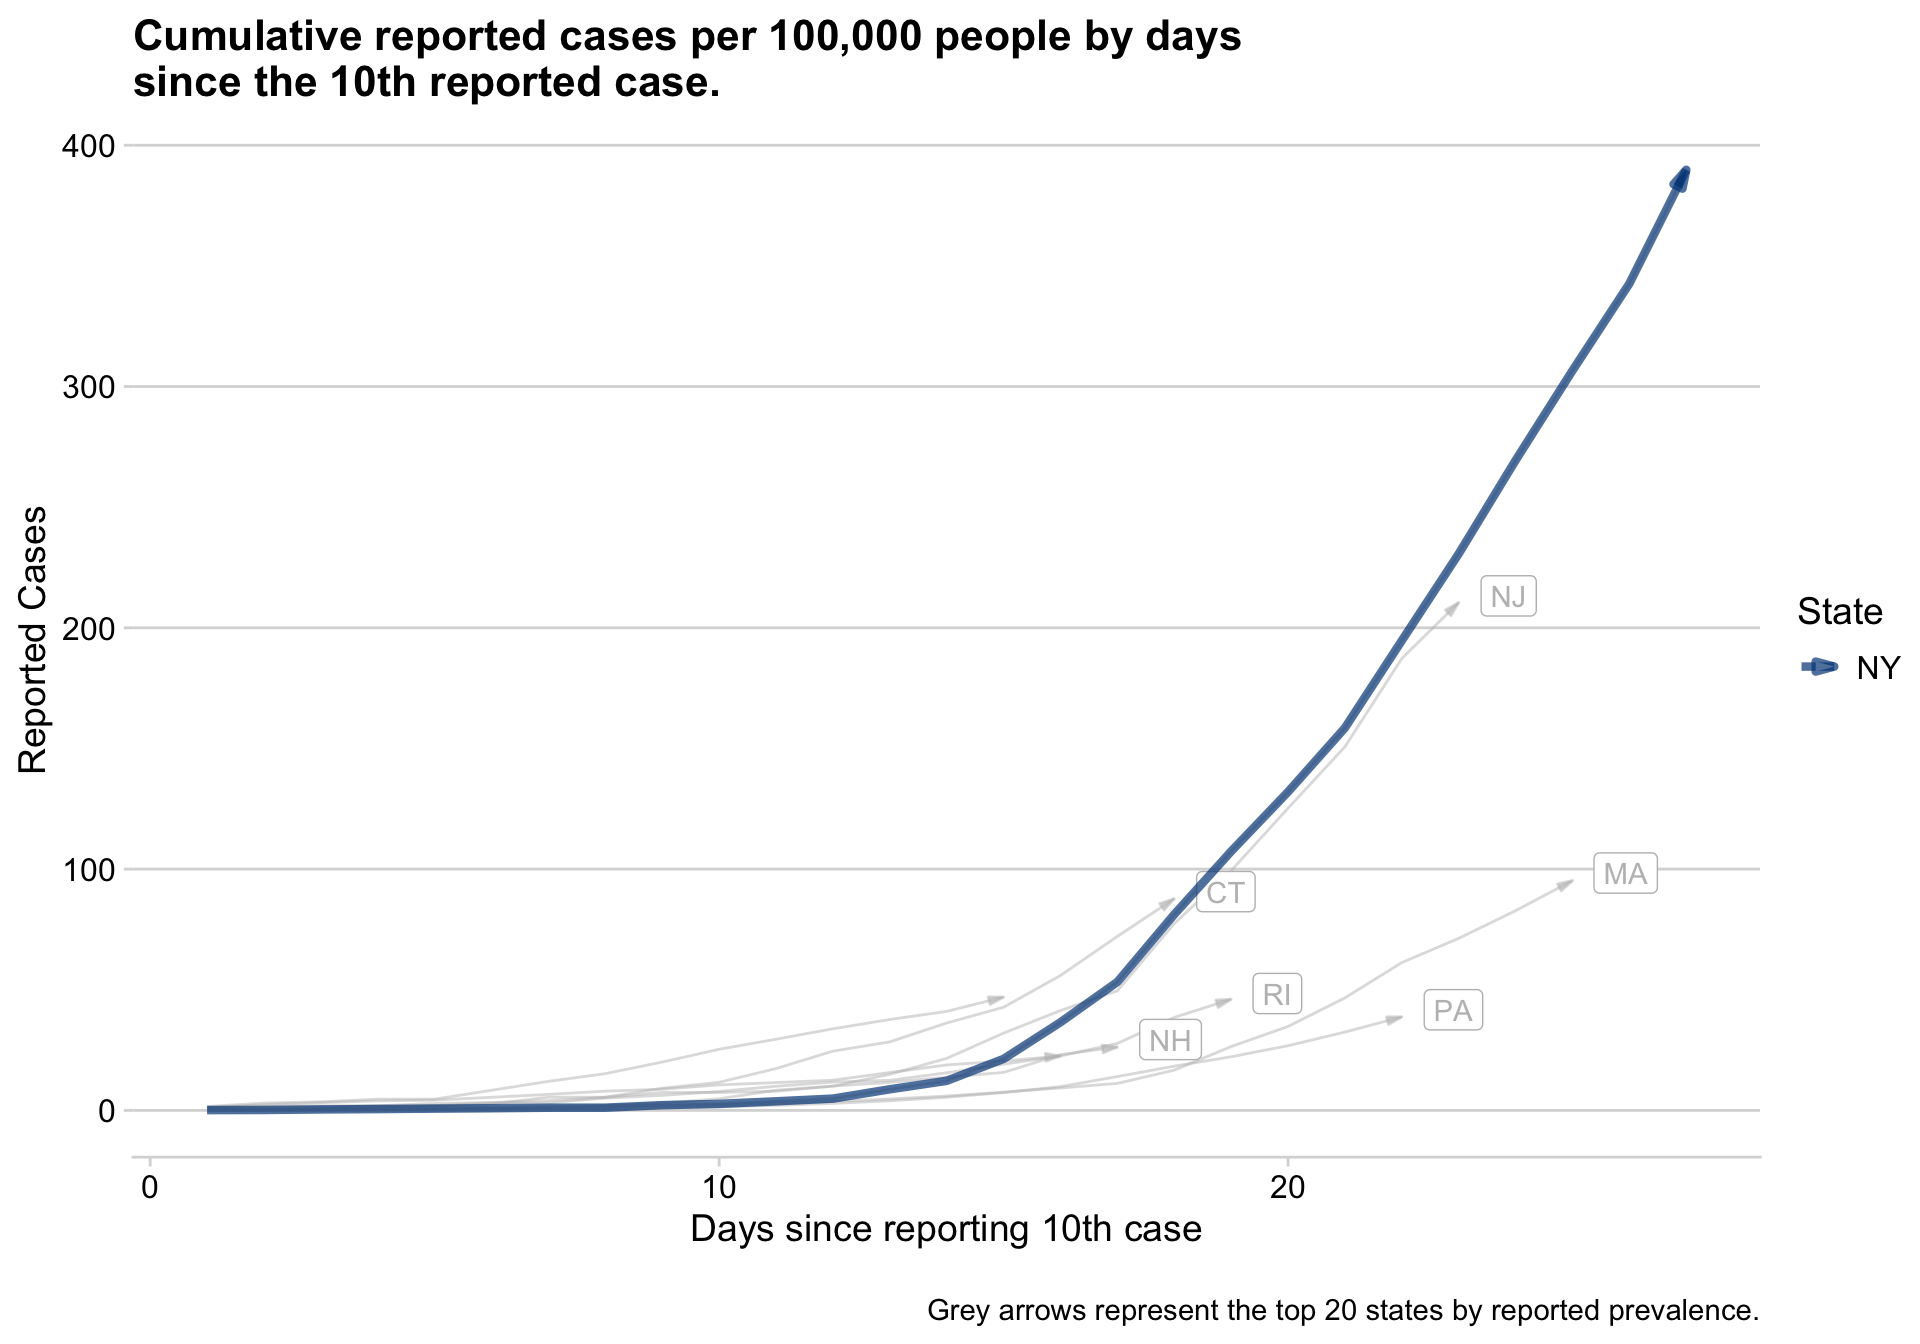 Cumulative reported cases per 100,000 people by days
since the 10th reported case.
400
300
200
100
0
Reported Cases
NJ
MA
CT
RI
PA
NH
State
NY
0
10
20
Days since reporting 10th case
Grey arrows represent the top 20 states by reported prevalence.